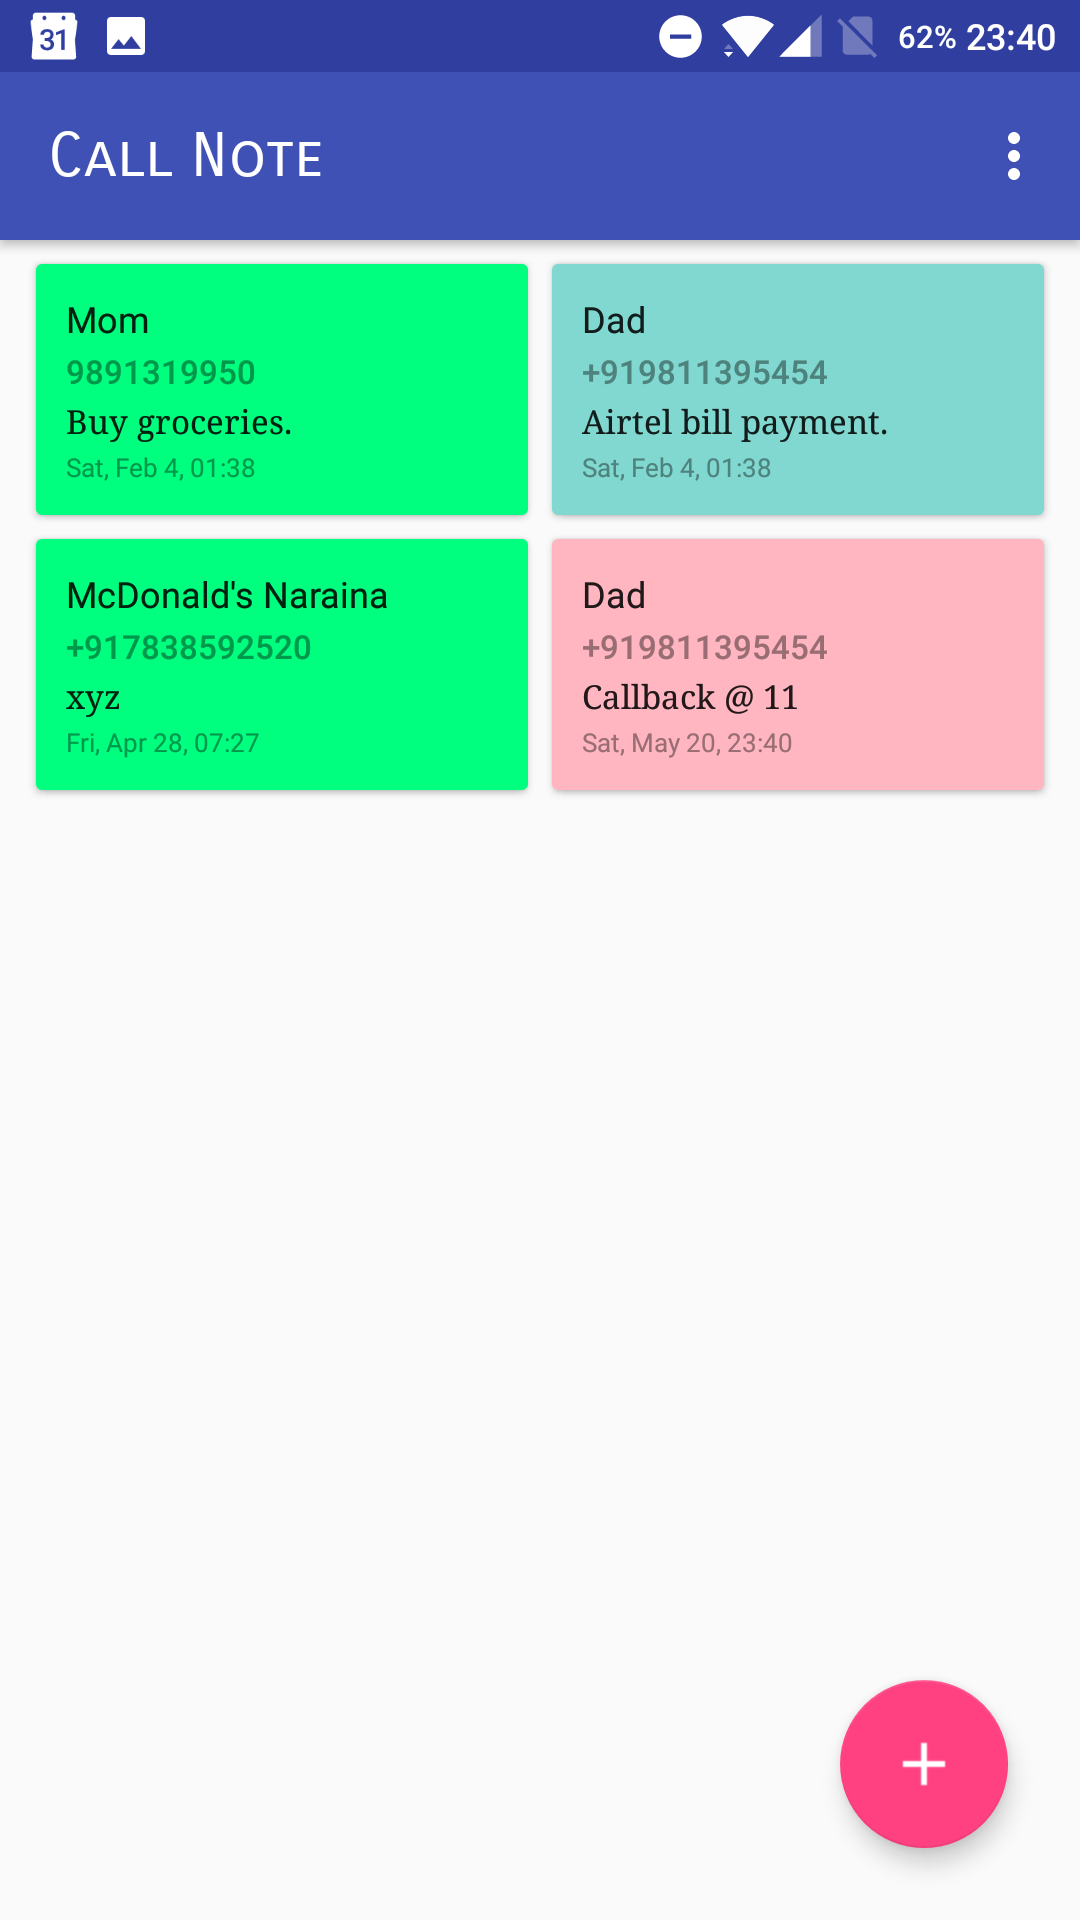 31
62% 23:40
Call Note
Mom
9891319950
Buy groceries.
Sat, Feb 4, 01:38
Dad
+919811395454
Airtel bill payment.
Sat, Feb 4, 01:38
McDonald's Naraina
+917838592520
xyz
Fri, Apr 28, 07:27
Dad
+919811395454
Callback @ 11
Sat, May 20, 23:40